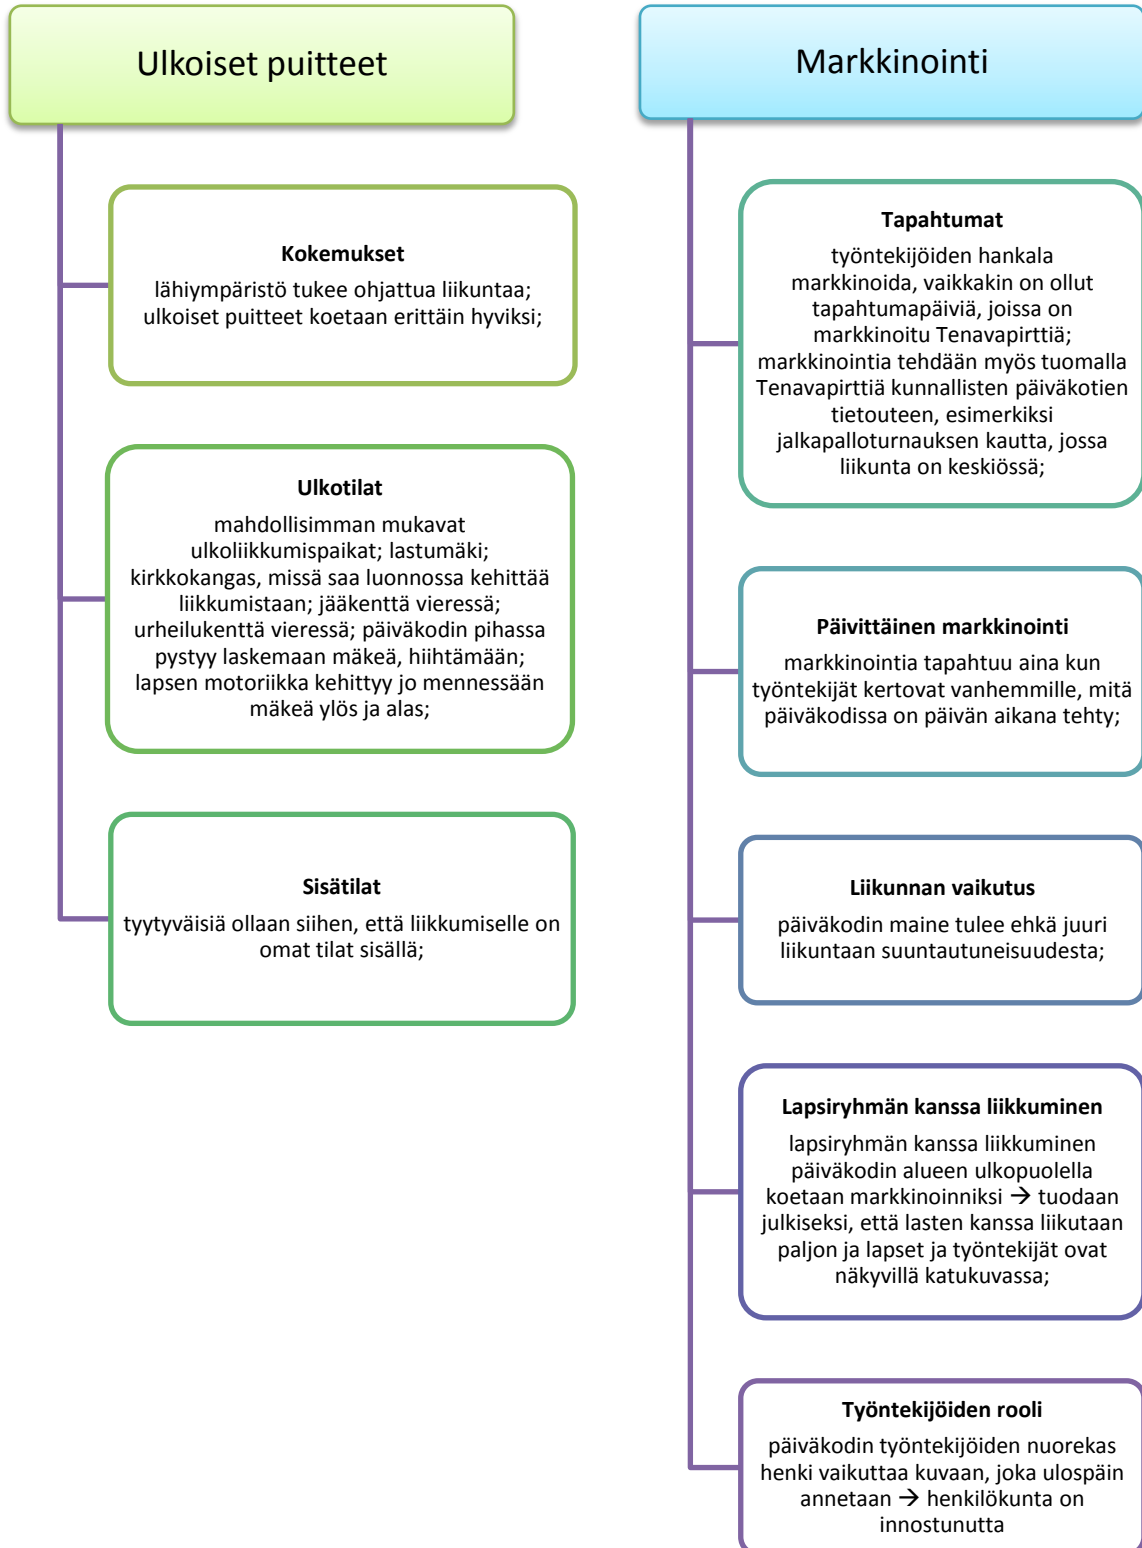 Ulkoiset puitteet
Kokemukset
lähiympäristö tukee ohjattua liikuntaa;
ulkoiset puitteet koetaan erittäin hyviksi;
Ulkotilat
mahdollisimman mukavat
ulkoliikkumispaikat; lastumäki;
kirkkokangas, missä saa luonnossa kehittää
liikkumistaan; jääkenttä vieressä;
urheilukenttä vieressä; päiväkodin pihassa
pystyy laskemaan mäkeä, hiihtämään;
lapsen motoriikka kehittyy jo mennessään
mäkeä ylös ja alas;
Sisätilat
tyytyväisiä ollaan siihen, että liikkumiselle on
omat tilat sisällä;
Markkinointi
Tapahtumat
työntekijöiden hankala
markkinoida, vaikkakin on ollut
tapahtumapäiviä, joissa on
markkinoitu Tenavapirttiä;
markkinointia tehdään myös tuomalla
Tenavapirttiä kunnallisten päiväkotien
tietouteen, esimerkiksi
jalkapalloturnauksen kautta, jossa
liikunta on keskiössä;
Päivittäinen markkinointi
markkinointia tapahtuu aina kun
työntekijät kertovat vanhemmille, mitä
päiväkodissa on päivän aikana tehty;
Liikunnan vaikutus
päiväkodin maine tulee ehkä juuri
liikuntaan suuntautuneisuudesta;
Lapsiryhmän kanssa liikkuminen
lapsiryhmän kanssa liikkuminen
päiväkodin alueen ulkopuolella
koetaan markkinoinniksi → tuodaan
julkiseksi, että lasten kanssa liikutaan
paljon ja lapset ja työntekijät ovat
näkyvillä katukuvassa;
Työntekijöiden rooli
päiväkodin työntekijöiden nuorekas
henki vaikuttaa kuvaan, joka ulospäin
annetaan → henkilökunta on
innostunutta